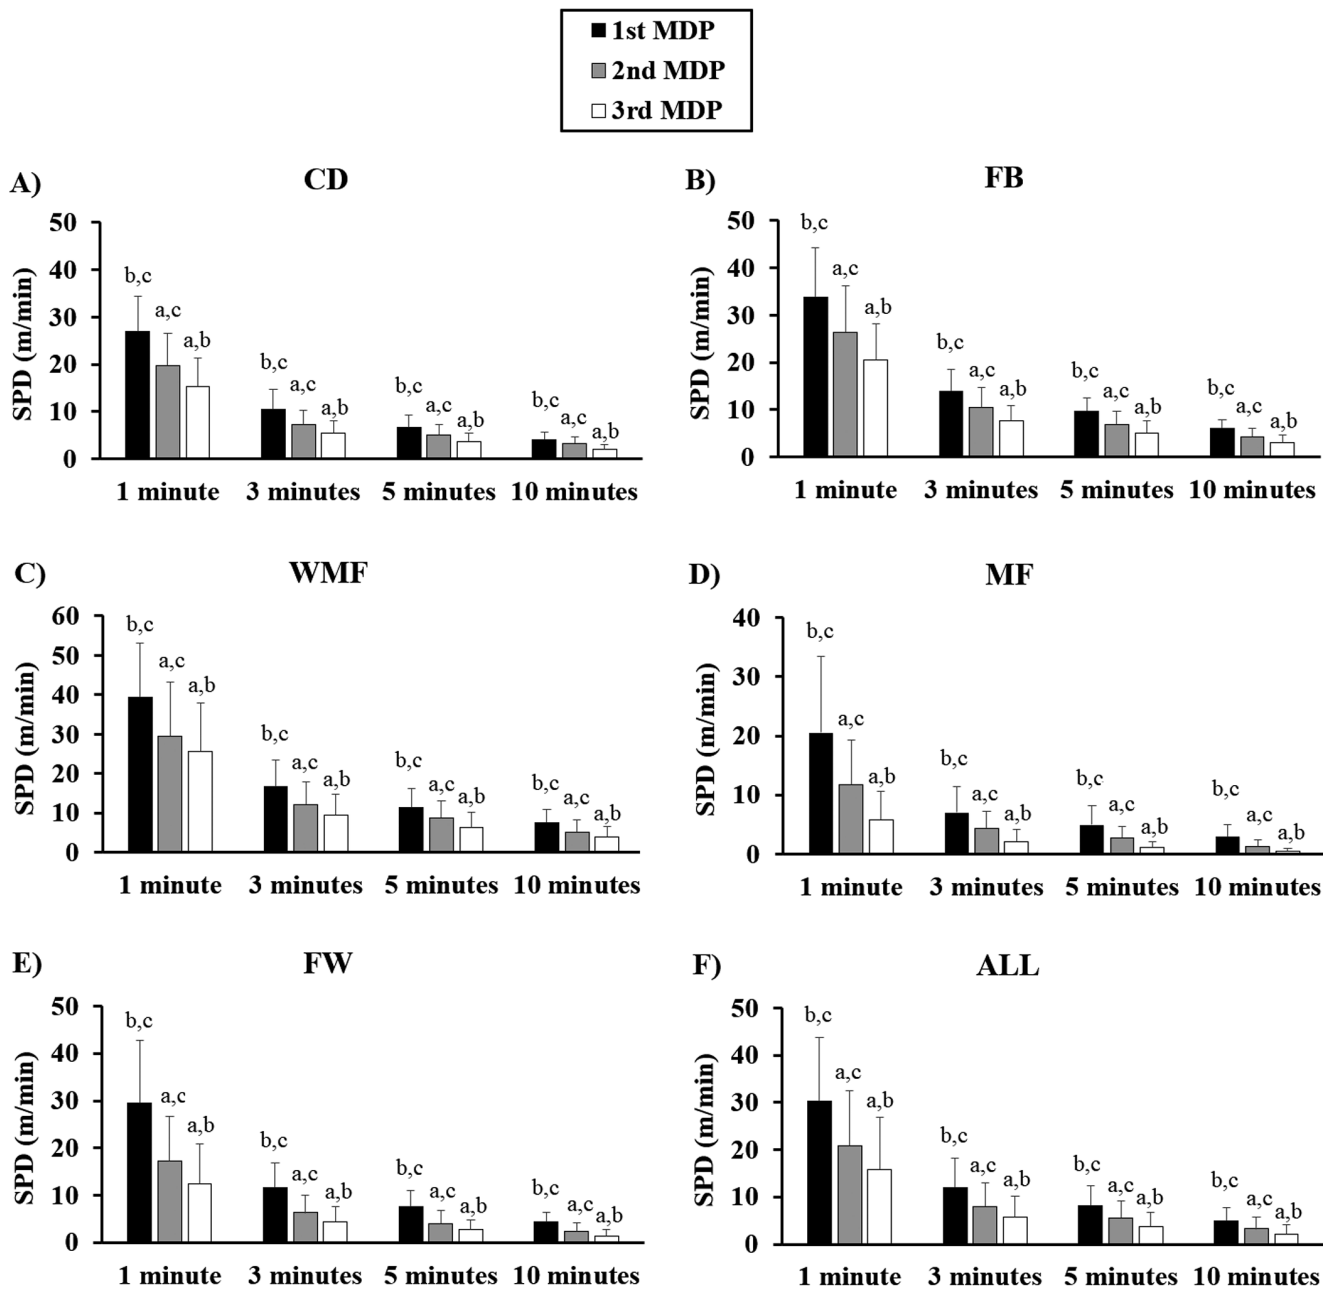 1st MDP
2nd MDP
3rd MDP
A) CD
SPD (m/min)
50
40
30
20
10
0
b,c a,c a,b b,c a,c a,b b,c a,c a,b b,c a,c a,b
1 minute 3 minutes 5 minutes 10 minutes
B) FB
SPD (m/min)
50
40
30
20
10
0
b,c a,c a,b b,c a,c a,b b,c a,c a,b b,c a,c a,b
1 minute 3 minutes 5 minutes 10 minutes
C) WMF
SPD (m/min)
60
50
40
30
20
10
0
b,c a,c a,b b,c a,c a,b b,c a,c a,b b,c a,c a,b
1 minute 3 minutes 5 minutes 10 minutes
D) MF
SPD (m/min)
40
30
20
10
0
b,c a,c a,b b,c a,c a,b b,c a,c a,b b,c a,c a,b
1 minute 3 minutes 5 minutes 10 minutes
E) FW
SPD (m/min)
50
40
30
20
10
0
b,c a,c a,b b,c a,c a,b b,c a,c a,b b,c a,c a,b
1 minute 3 minutes 5 minutes 10 minutes
F) ALL
SPD (m/min)
50
40
30
20
10
0
b,c a,c a,b b,c a,c a,b b,c a,c a,b b,c a,c a,b
1 minute 3 minutes 5 minutes 10 minutes